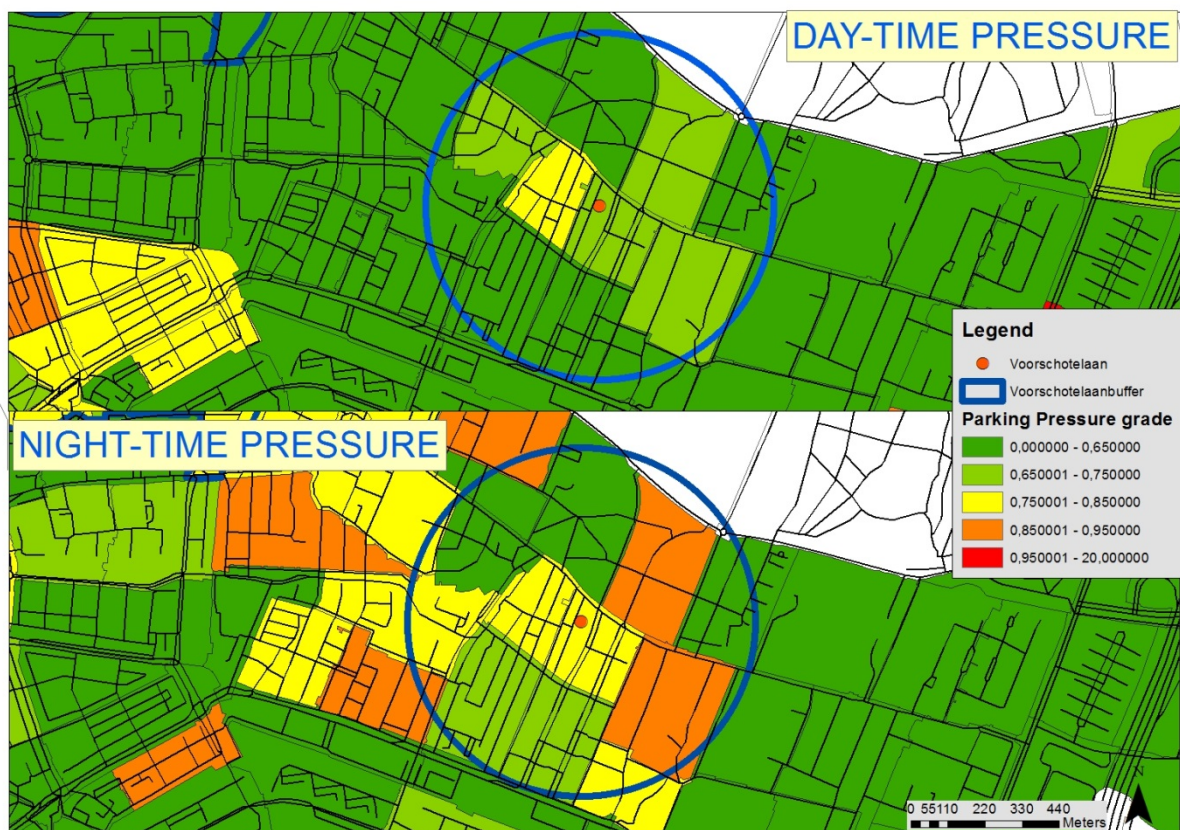 DAY-TIME PRESSURE
Legend
Voorschotelaan
Voorschotelaanbuffer
Parking Pressure grade
0,000000 - 0,650000
0,650001 - 0,750000
0,750001 - 0,850000
0,850001 - 0,950000
0,950001 - 20,000000
NIGHT-TIME PRESSURE
N
0 55110 220 330 440
Meters